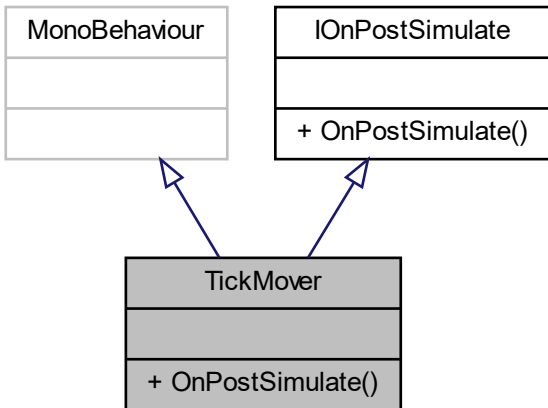 MonoBehaviour
IOnPostSimulate
+ OnPostSimulate()
TickMover
+ OnPostSimulate()